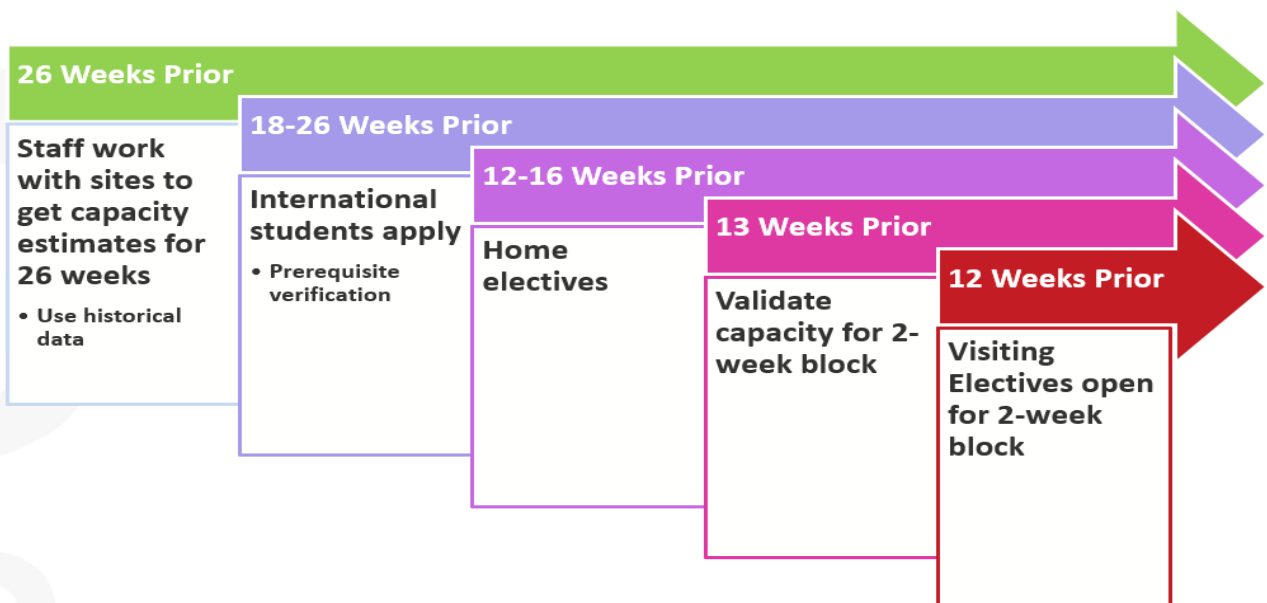 26 Weeks Prior
Staff work
with sites to
get capacity
estimates for
26 weeks
• Use historical
data
18-26 Weeks Prior
International
students apply
• Prerequisite
verification
12-16 Weeks Prior
Home
electives
13 Weeks Prior
Validate
capacity for 2-
week block
12 Weeks Prior
Visiting
Electives open
for 2-week
block